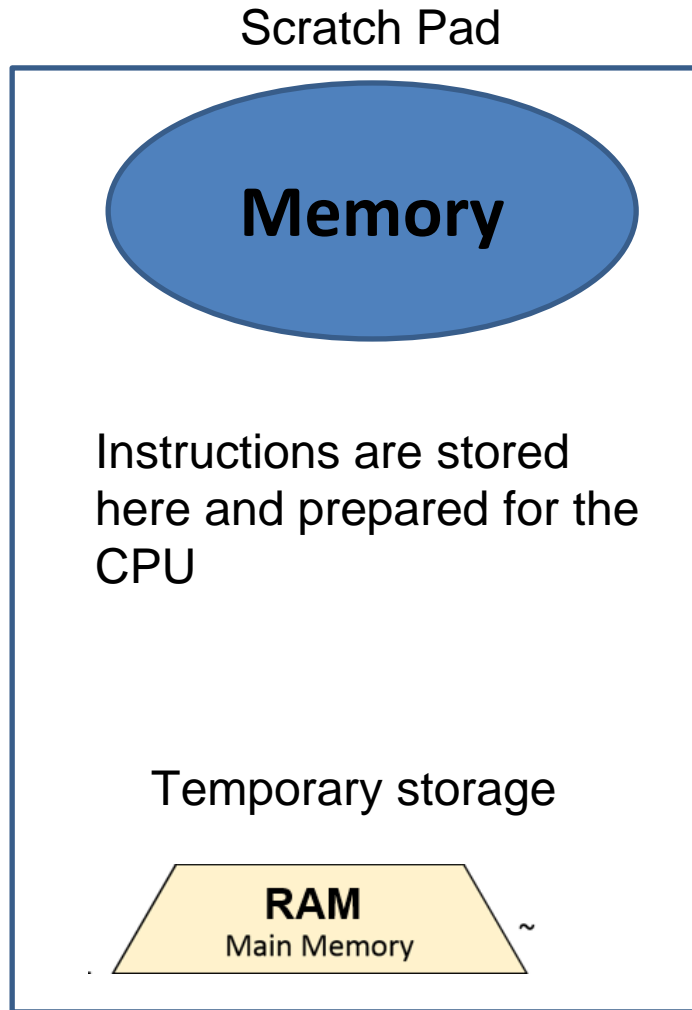 Scratch Pad
Memory
Instructions are stored
here and prepared for the
CPU
Temporary storage
RAM
Main Memory
~